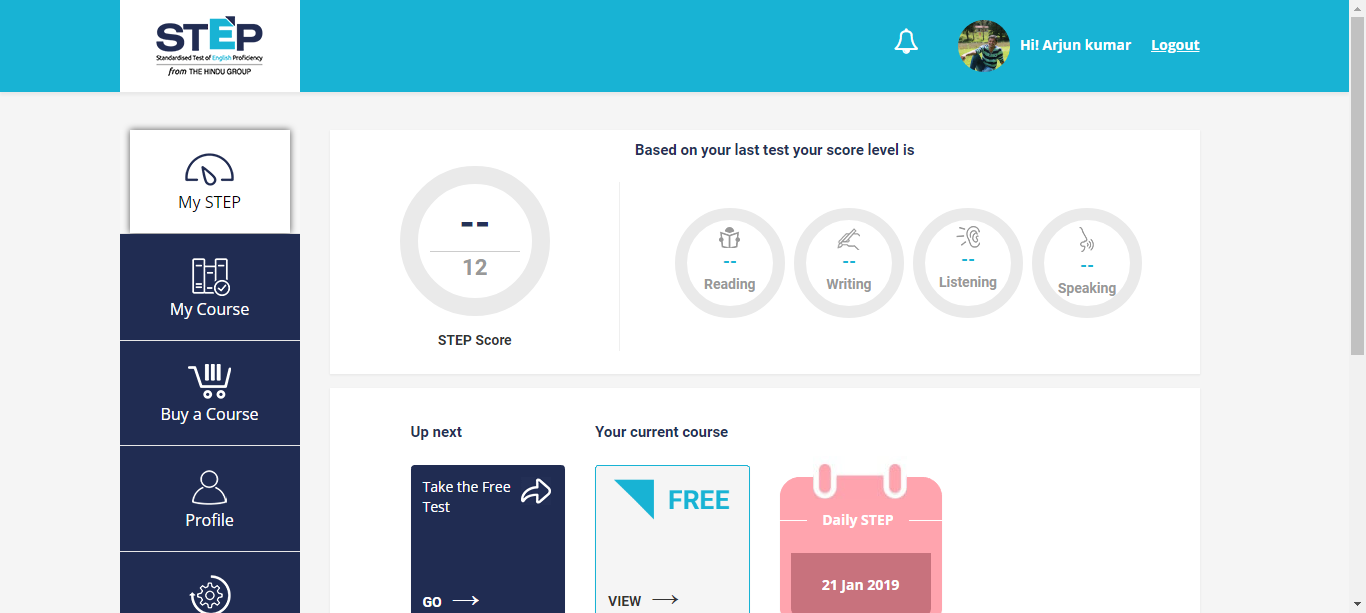 STEP
Standardised Test of English Proficiency
from THE HINDU GROUP
Hi! Arjun kumar
Logout
My STEP
My Course
Buy a Course
Profile
Based on your last test your score level is
--
12
STEP Score
--
Reading
--
Writing
--
Listening
--
Speaking
Up next
Take the Free
Test
GO
Your current course
FREE
VIEW
Daily STEP
21 Jan 2019